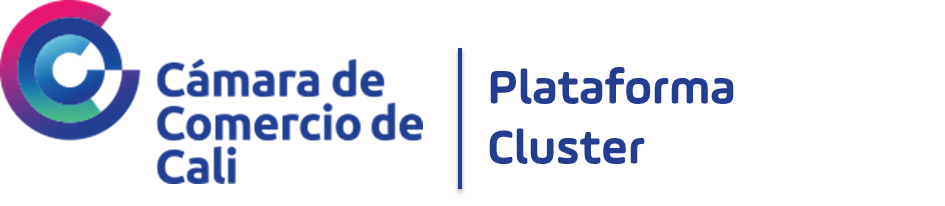 Cámara de
Comercio de
Cali
Plataforma
Cluster